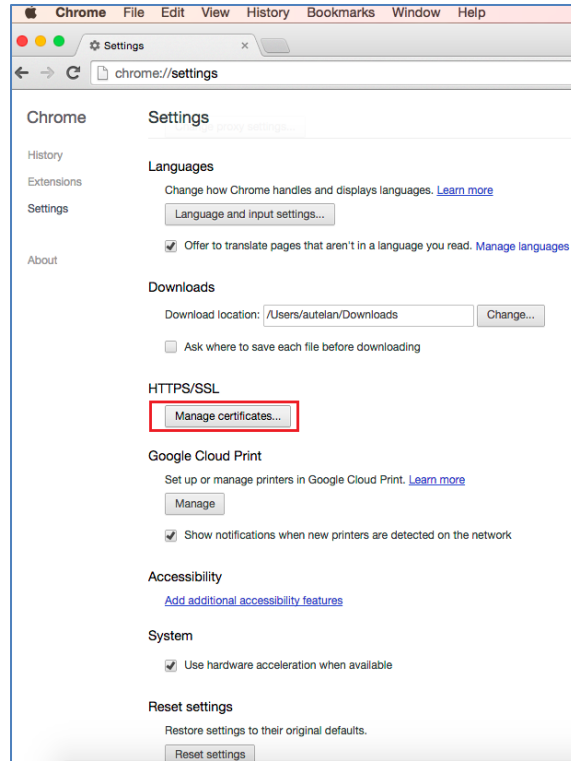 Chrome File Edit View History Bookmarks Window Help
Settings ×
chrome://settings
Chrome
Settings
History
Extensions
Settings
About
Languages
Change how Chrome handles and displays languages. Learn more
Language and input settings...
Offer to translate pages that aren't in a language you read. Manage languages
Downloads
Download location: /Users/autelan/Downloads Change...
Ask where to save each file before downloading
HTTPS/SSL
Manage certificates...
Google Cloud Print
Set up or manage printers in Google Cloud Print. Learn more
Manage
Show notifications when new printers are detected on the network
Accessibility
Add additional accessibility features
System
Use hardware acceleration when available
Reset settings
Restore settings to their original defaults.
Reset settings